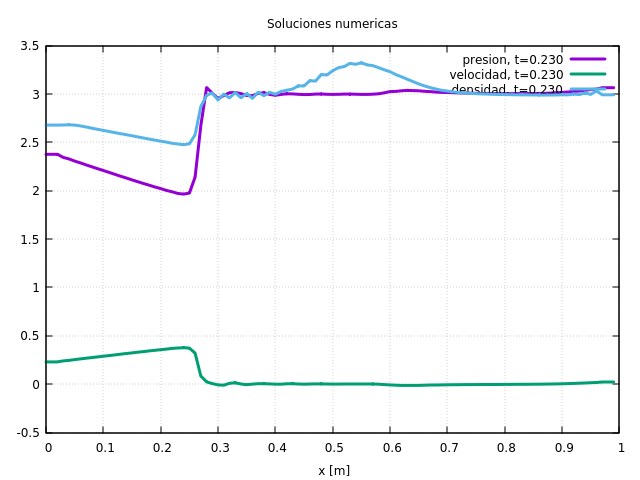 Soluciones numericas
presion, t=0.230
velocidad, t=0.230
densidad, t=0.230
3.5
3
2.5
2
1.5
1
0.5
0
-0.5
0 0.1 0.2 0.3 0.4 0.5 0.6 0.7 0.8 0.9 1
x [m]